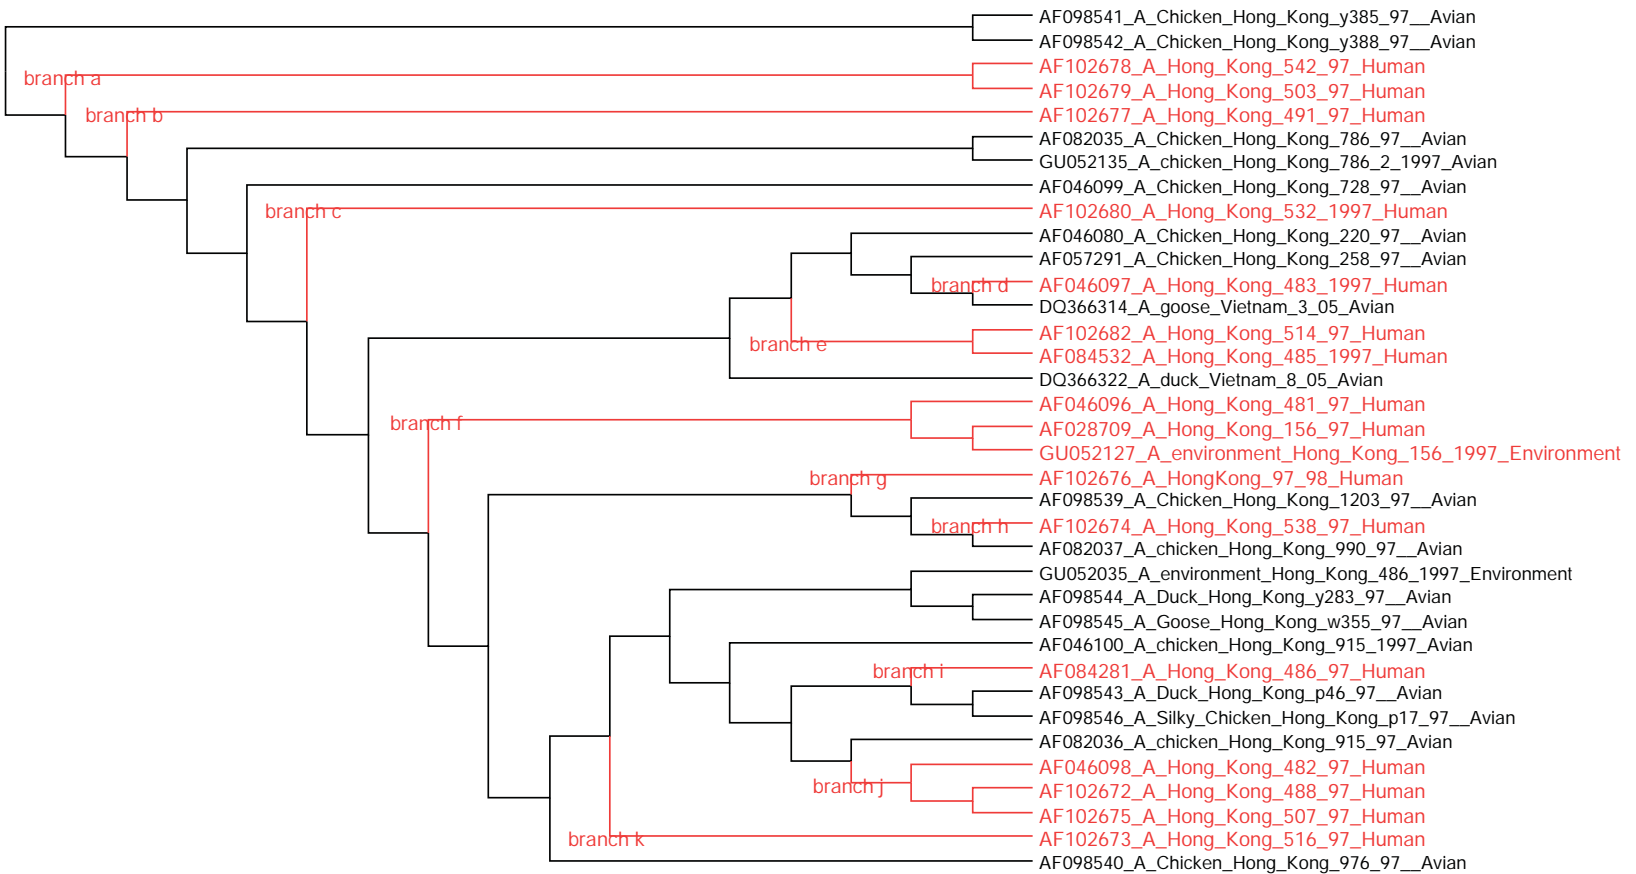 AF098541_A_Chicken_Hong_Kong_y385_97__Avian
AF098542_A_Chicken_Hong_Kong_y388_97__Avian
branch a
AF102678_A_Hong_Kong_542_97_Human
AF102679_A_Hong_Kong_503_97_Human
branch b
AF102677_A_Hong_Kong_491_97_Human
AF082035_A_Chicken_Hong_Kong_786_97__Avian
GU052135_A_chicken_Hong_Kong_786_2_1997_Avian
AF046099_A_Chicken_Hong_Kong_728_97__Avian
branch c
AF102680_A_Hong_Kong_532_1997_Human
AF046080_A_Chicken_Hong_Kong_220_97__Avian
AF057291_A_Chicken_Hong_Kong_258_97__Avian
branch d
AF046097_A_Hong_Kong_483_1997_Human
DQ366314_A_goose_Vietnam_3_05_Avian
AF102682_A_Hong_Kong_514_97_Human
branch e
AF084532_A_Hong_Kong_485_1997_Human
DQ366322_A_duck_Vietnam_8_05_Avian
AF046096_A_Hong_Kong_481_97_Human
branch f
AF028709_A_Hong_Kong_156_97_Human
GU052127_A_environment_Hong_Kong_156_1997_Environment
branch g
AF102676_A_HongKong_97_98_Human
AF098539_A_Chicken_Hong_Kong_1203_97__Avian
branch h
AF102674_A_Hong_Kong_538_97_Human
AF082037_A_chicken_Hong_Kong_990_97__Avian
GU052035_A_environment_Hong_Kong_486_1997_Environment
AF098544_A_Duck_Hong_Kong_y283_97__Avian
AF098545_A_Goose_Hong_Kong_w355_97__Avian
AF046100_A_chicken_Hong_Kong_915_1997_Avian
branch i
AF084281_A_Hong_Kong_486_97_Human
AF098543_A_Duck_Hong_Kong_p46_97__Avian
AF098546_A_Silky_Chicken_Hong_Kong_p17_97__Avian
AF082036_A_chicken_Hong_Kong_915_97_Avian
AF046098_A_Hong_Kong_482_97_Human
branch j
AF102672_A_Hong_Kong_488_97_Human
AF102675_A_Hong_Kong_507_97_Human
branch k
AF102673_A_Hong_Kong_516_97_Human
AF098540_A_Chicken_Hong_Kong_976_97__Avian